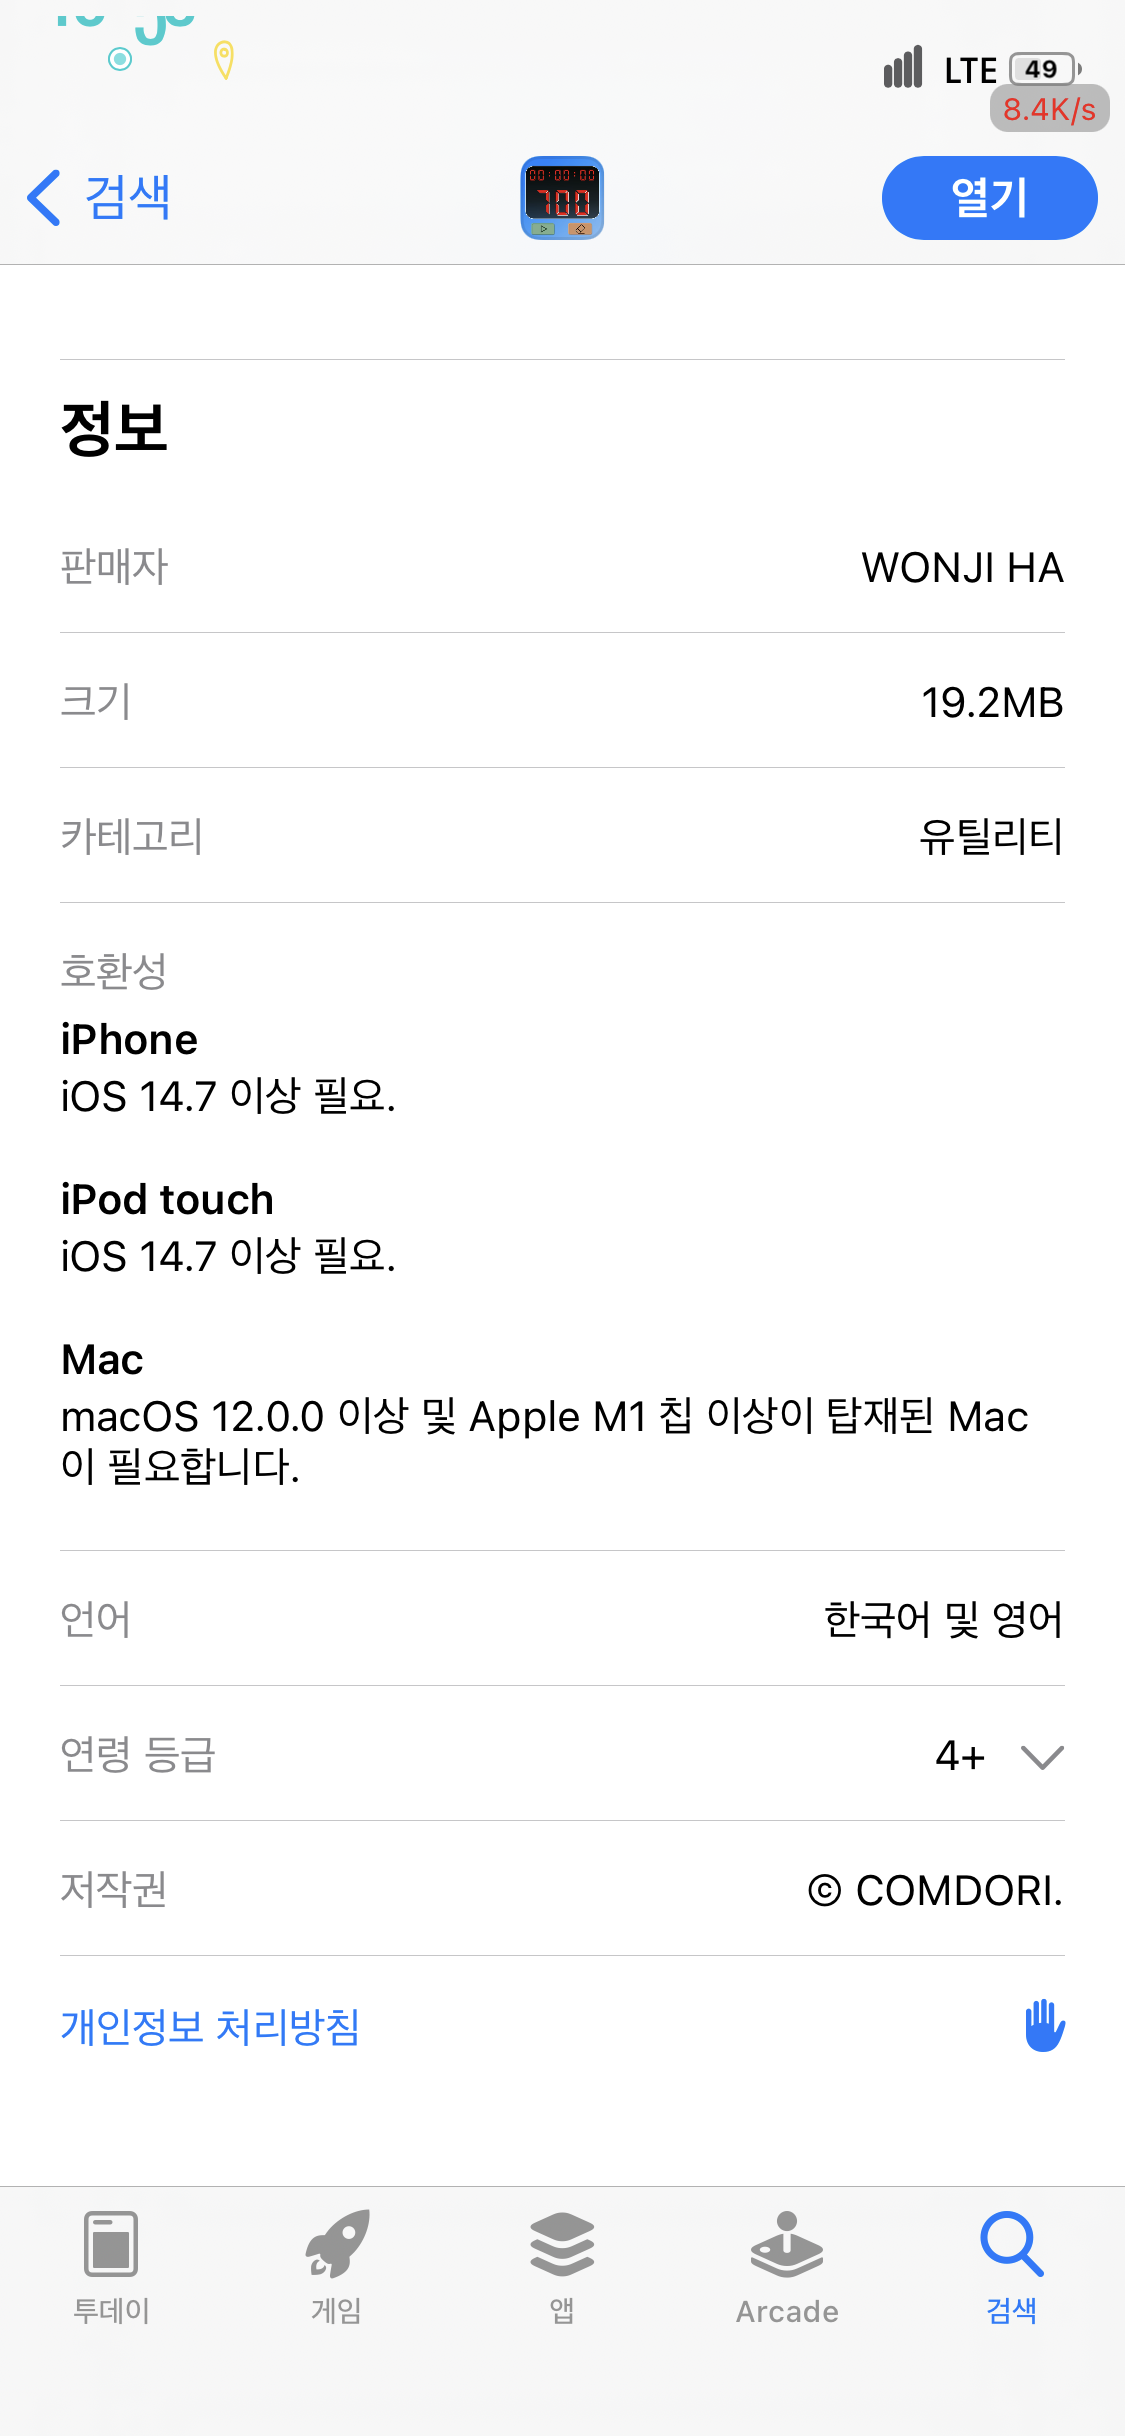 LTE 49
8.4K/s
검색
00:00:00
700
열기
정보
판매자 WONJI HA
크기 19.2MB
카테고리 유틸리티
호환성
iPhone
iOS 14.7 이상 필요.
iPod touch
iOS 14.7 이상 필요.
Mac
macOS 12.0.0 이상 및 Apple M1 칩 이상이 탑재된 Mac
이 필요합니다.
언어 한국어 및 영어
연령 등급 4+
저작권 © COMDORI.
개인정보 처리방침
투데이 게임 앱 Arcade 검색